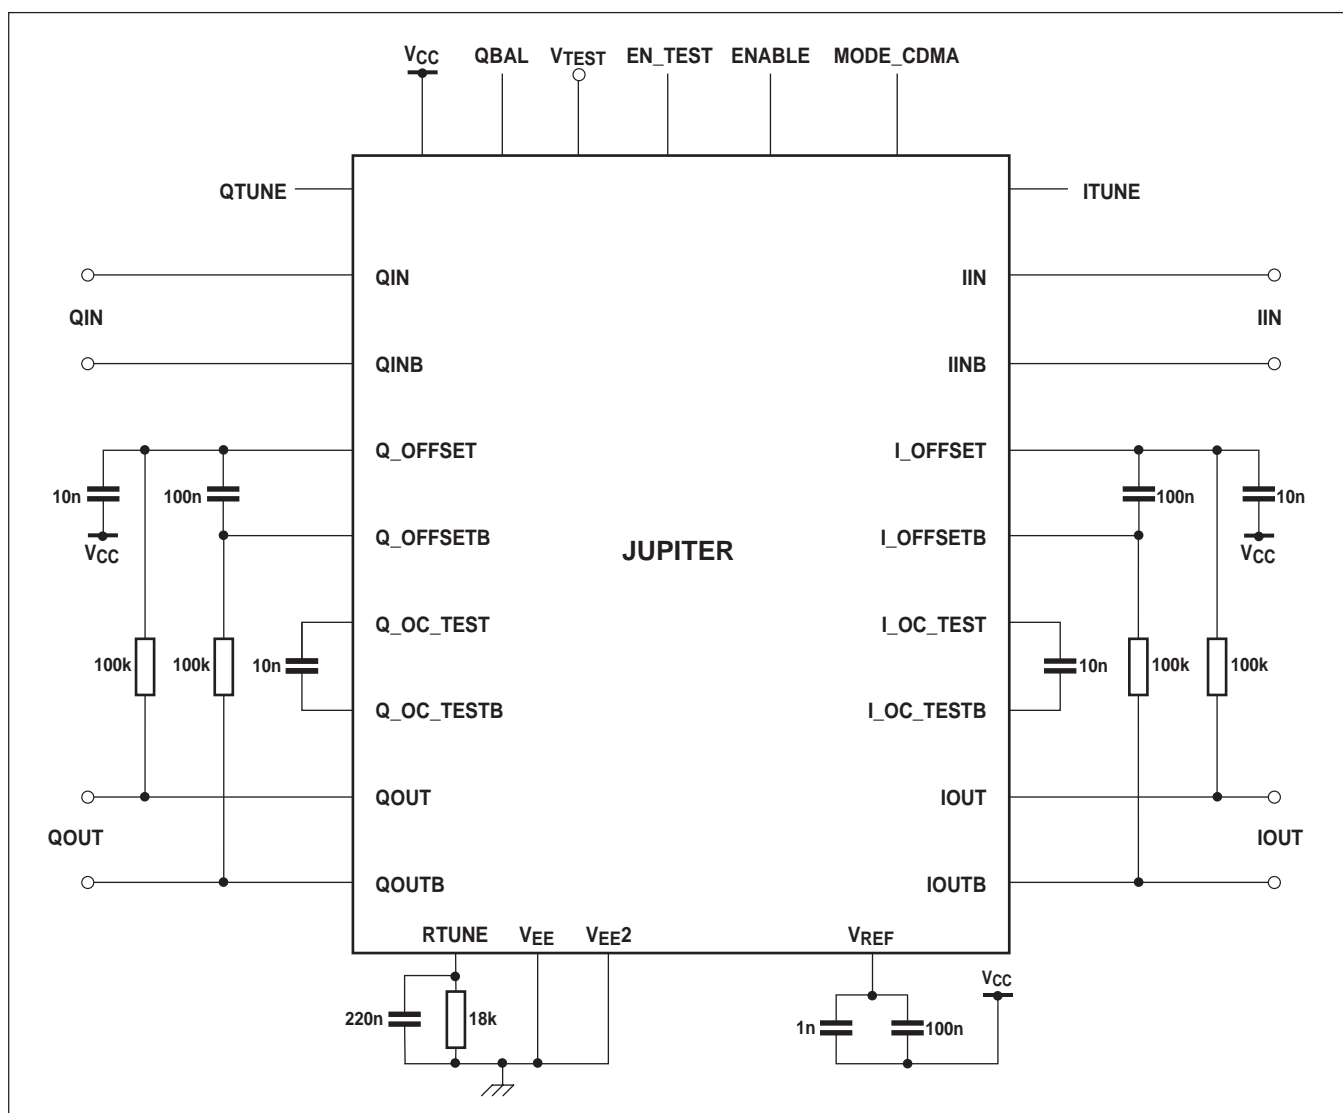 VCC QBAL VTEST EN_TEST ENABLE MODE_CDMA
QTUNE ITUNE
QIN IIN
QIN IIN
QINB IINB
Q_OFFSET I_OFFSET
10n 100n 100n 10n
Q_OFFSETB I_OFFSETB
VCC JUPITER VCC
Q_OC_TEST I_OC_TEST
100k 100k 10n 10n 100k 100k
Q_OC_TESTB I_OC_TESTB
QOUT IOUT
QOUT IOUT
QOUTB IOUTB
RTUNE VEE VEE2 VREF
VCC
220n 18k 1n 100n